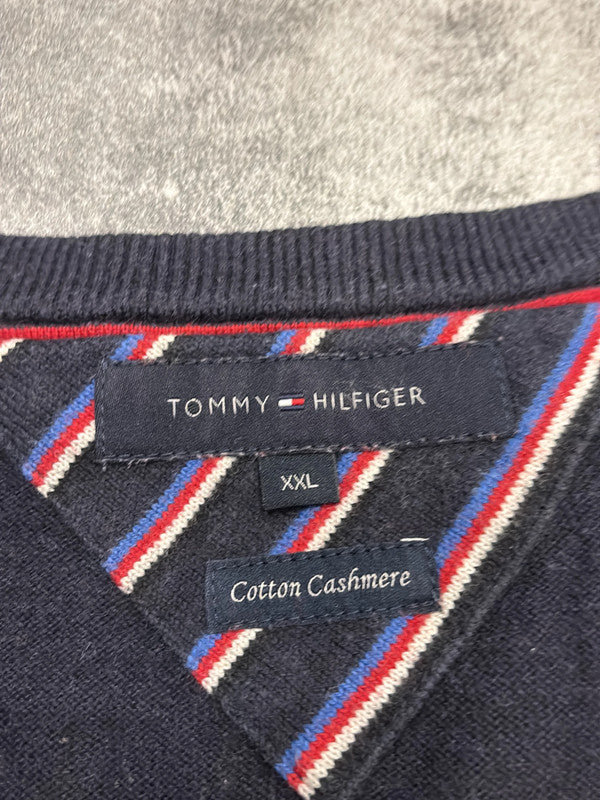 TOMMY HILFIGER
XXL
Cotton Cashmere